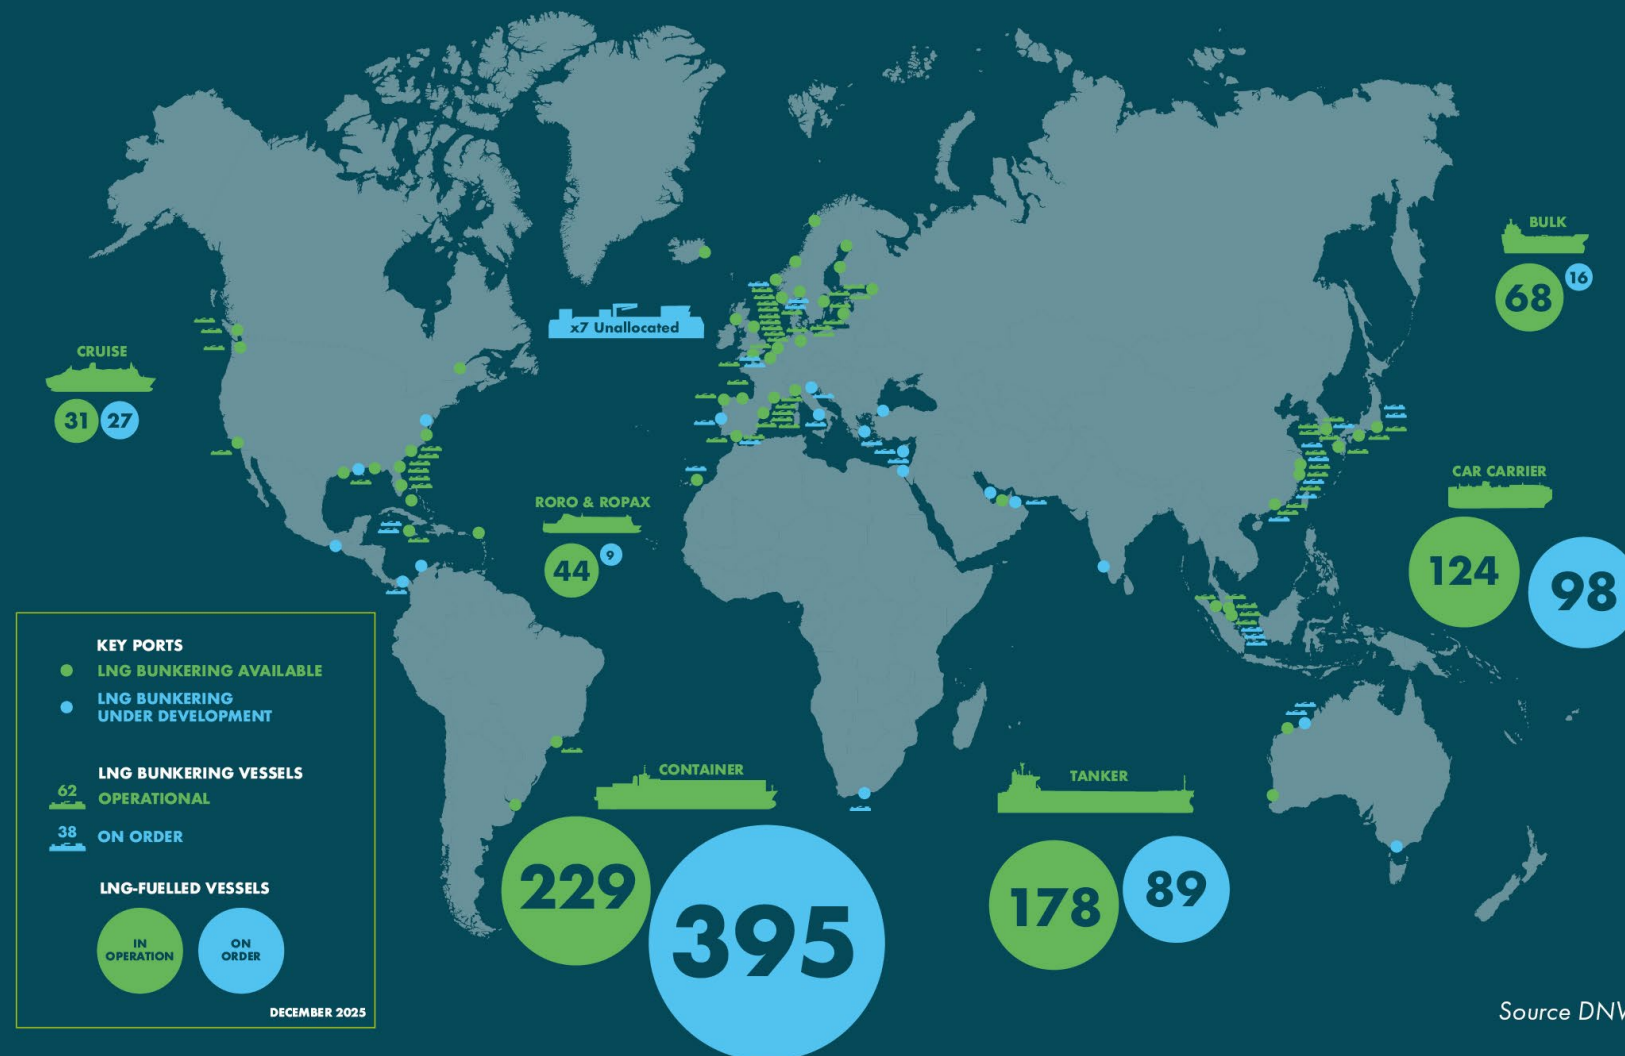 BULK
68
16
x7 Unallocated
CRUISE
31
27
RORO & ROPAX
44
9
CAR CARRIER
124
98
KEY PORTS
LNG BUNKERING AVAILABLE
LNG BUNKERING
UNDER DEVELOPMENT
LNG BUNKERING VESSELS
62
OPERATIONAL
38
ON ORDER
LNG-FUELLED VESSELS
IN
OPERATION
ON
ORDER
DECEMBER 2025
CONTAINER
229
395
TANKER
178
89
Source DNV